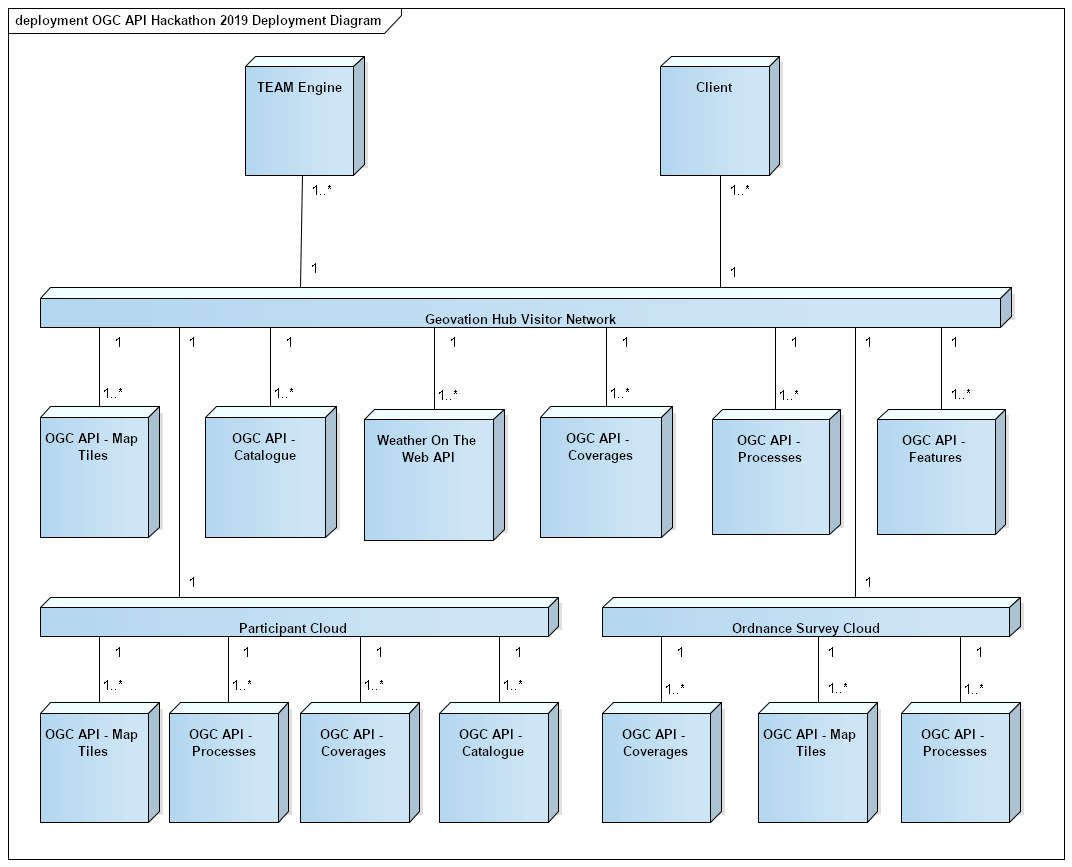 deployment OGC API Hackathon 2019 Deployment Diagram
TEAM Engine
Client
1..*
1..*
1
1
Geovation Hub Visitor Network
1
1
1
1
1
1
1
1
1..*
1..*
1..*
1..*
1..*
1..*
OGC API - Map
Tiles
OGC API -
Catalogue
Weather On The
Web API
OGC API -
Coverages
OGC API -
Processes
OGC API -
Features
1
1
Participant Cloud
Ordnance Survey Cloud
1
1
1
1
1
1
1
1..*
1..*
1..*
1..*
1..*
1..*
1..*
OGC API - Map
Tiles
OGC API -
Processes
OGC API -
Coverages
OGC API -
Catalogue
OGC API -
Coverages
OGC API - Map
Tiles
OGC API -
Processes